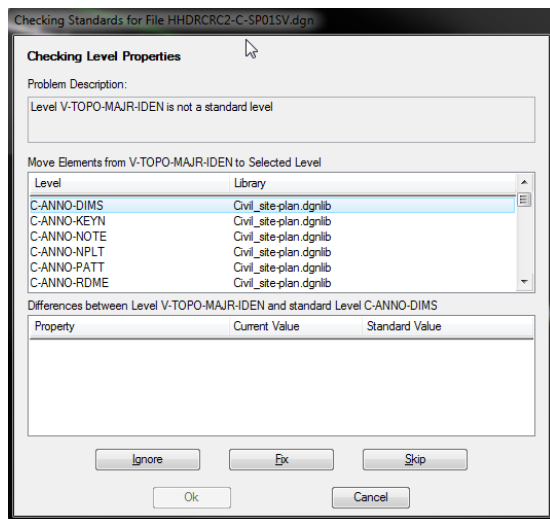 Checking Standards for File HHDRCRC2-C-SP01SV.dgn
Checking Level Properties
Problem Description:
Level V-TOPO-MAJR-IDEN is not a standard level
Move Elements from V-TOPO-MAJR-IDEN to Selected Level
Level Library
C-ANNO-DIMS Civil_site-plan.dgnlib
C-ANNO-KEYN Civil_site-plan.dgnlib
C-ANNO-NOTE Civil_site-plan.dgnlib
C-ANNO-NPLT Civil_site-plan.dgnlib
C-ANNO-PATT Civil_site-plan.dgnlib
C-ANNO-RDME Civil_site-plan.dgnlib
Differences between Level V-TOPO-MAJR-IDEN and standard Level C-ANNO-DIMS
Property Current Value Standard Value
Ignore Fix Skip
Ok Cancel